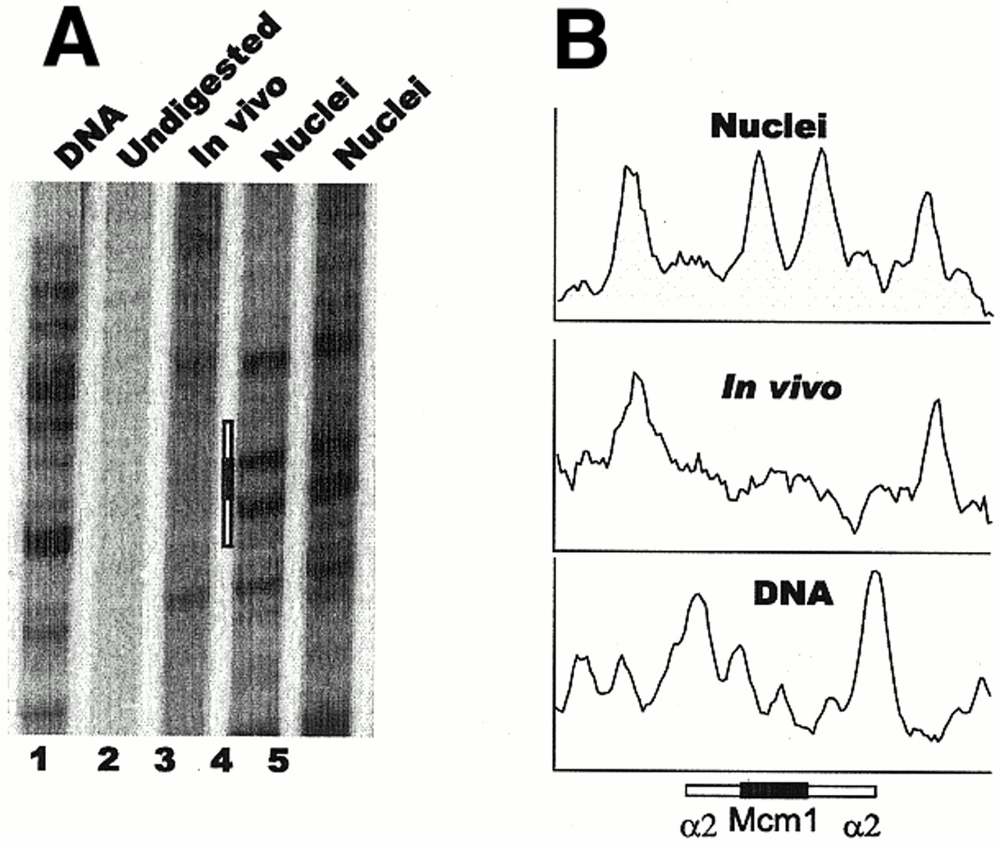 A
B
DNA
Undigested
In vivo
Nuclei
Nuclei
1 2 3 4 5
Nuclei
In vivo
DNA
α2 Mcm1 α2